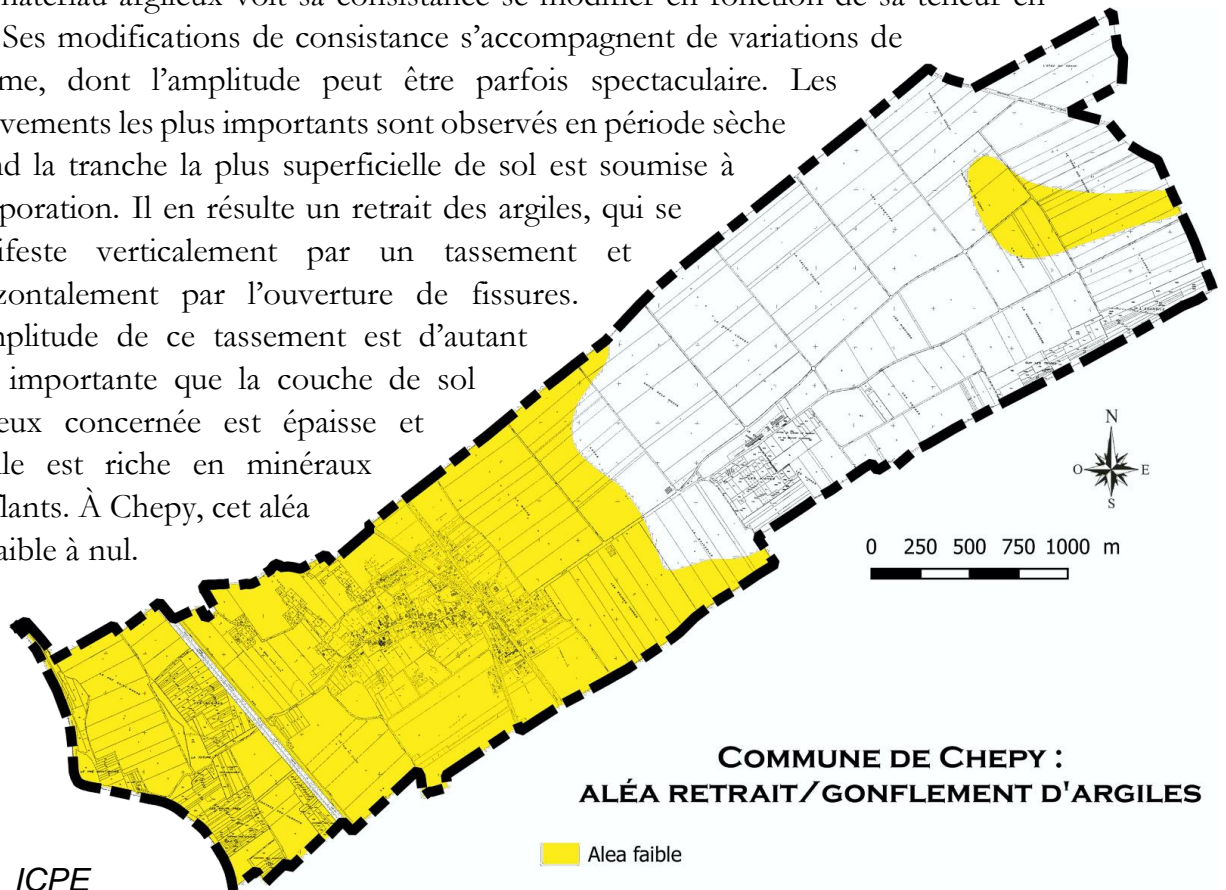 matériau argileux voit sa consistance se modifier en fonction de sa teneur en
Ses modifications de consistance s’accompagnent de variations de
me, dont l’amplitude peut être parfois spectaculaire. Les
vements les plus importants sont observés en période sèche
d la tranche la plus superficielle de sol est soumise à
poration. Il en résulte un retrait des argiles, qui se
ifeste verticalement par un tassement et
zontalement par l’ouverture de fissures.
plitude de ce tassement est d’autant
importante que la couche de sol
eux concernée est épaisse et
lle est riche en minéraux
flants. À Chepy, cet aléa
aible à nul.
N
O E
S
0 250 500 750 1000 m
COMMUNE DE CHEPY :
ALÉA RETRAIT/GONFLEMENT D'ARGILES
Alea faible
ICPE